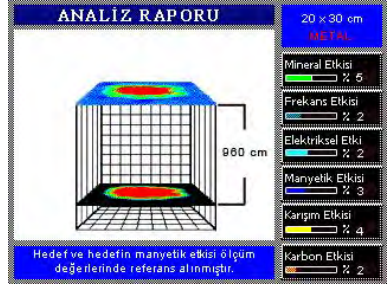 ANALİZ RAPORU
20 x 30 cm
METAL
Mineral Etkisi
% 5
Frekans Etkisi
% 2
960 cm
Elektriksel Etki
% 2
Manyetik Etkisi
% 3
Karışım Etkisi
% 4
Karbon Etkisi
% 2
Hedef ve hedefin manyetik etkisi ölçüm
değerlerinde referans alınmıştır.